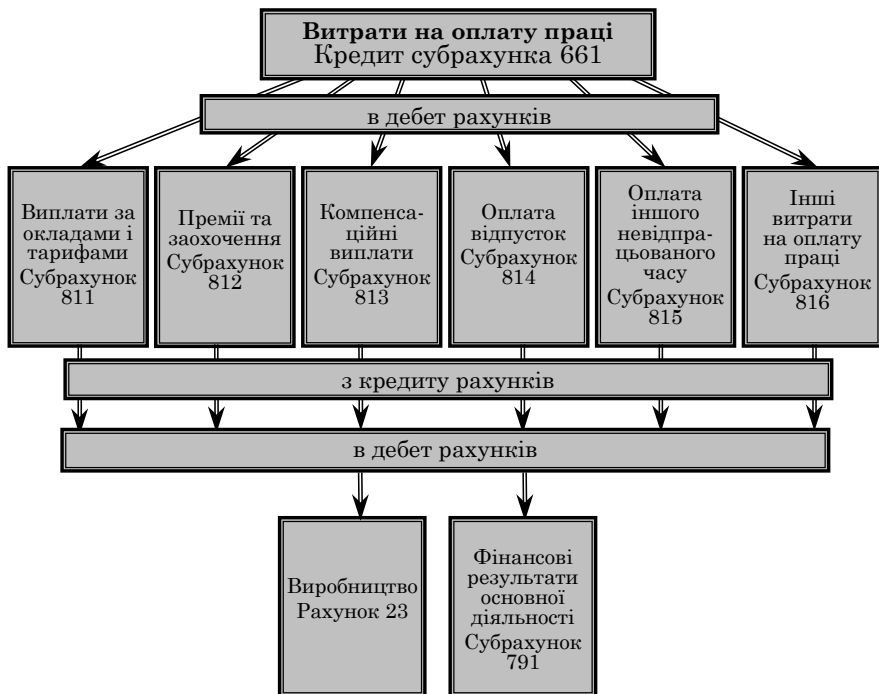 Витрати на оплату праці
Кредит субрахунка 661
в дебет рахунків
Виплати за
окладами і
тарифами
Субрахунок
811
Премії та
заохочення
Субрахунок
812
Компенса-
ційні
виплати
Субрахунок
813
Оплата
відпусток
Субрахунок
814
Оплата
іншого
невідпра-
цьованого
часу
Субрахунок
815
Інші
витрати
на оплату
праці
Субрахунок
816
з кредиту рахунків
в дебет рахунків
Виробництво
Рахунок 23
Фінансові
результати
основної
діяльності
Субрахунок
791